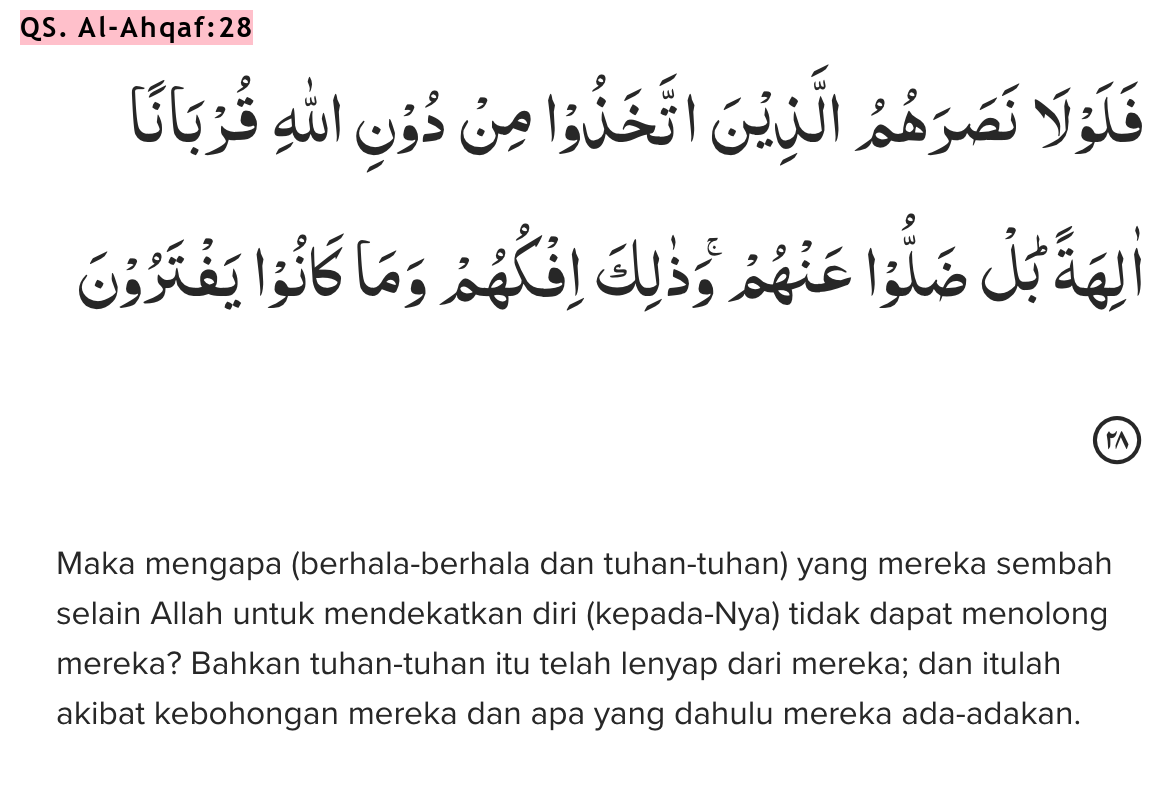 QS. Al-Ahqaf:28
فَلَوْلَا نَصَرَهُمُ الَّذِيْنَ اتَّخَذُوْا مِنْ دُوْنِ اللّٰهِ قُرْبَانًا
اٰلِهَةً ۗبَلْ ضَلُّوْا عَنْهُمْ ۚوَذٰلِكَ اِفْكُهُمْ وَمَا كَانُوْا يَفْتَرُوْنَ
٢٨
Maka mengapa (berhala-berhala dan tuhan-tuhan) yang mereka sembah
selain Allah untuk mendekatkan diri (kepada-Nya) tidak dapat menolong
mereka? Bahkan tuhan-tuhan itu telah lenyap dari mereka; dan itulah
akibat kebohongan mereka dan apa yang dahulu mereka ada-adakan.